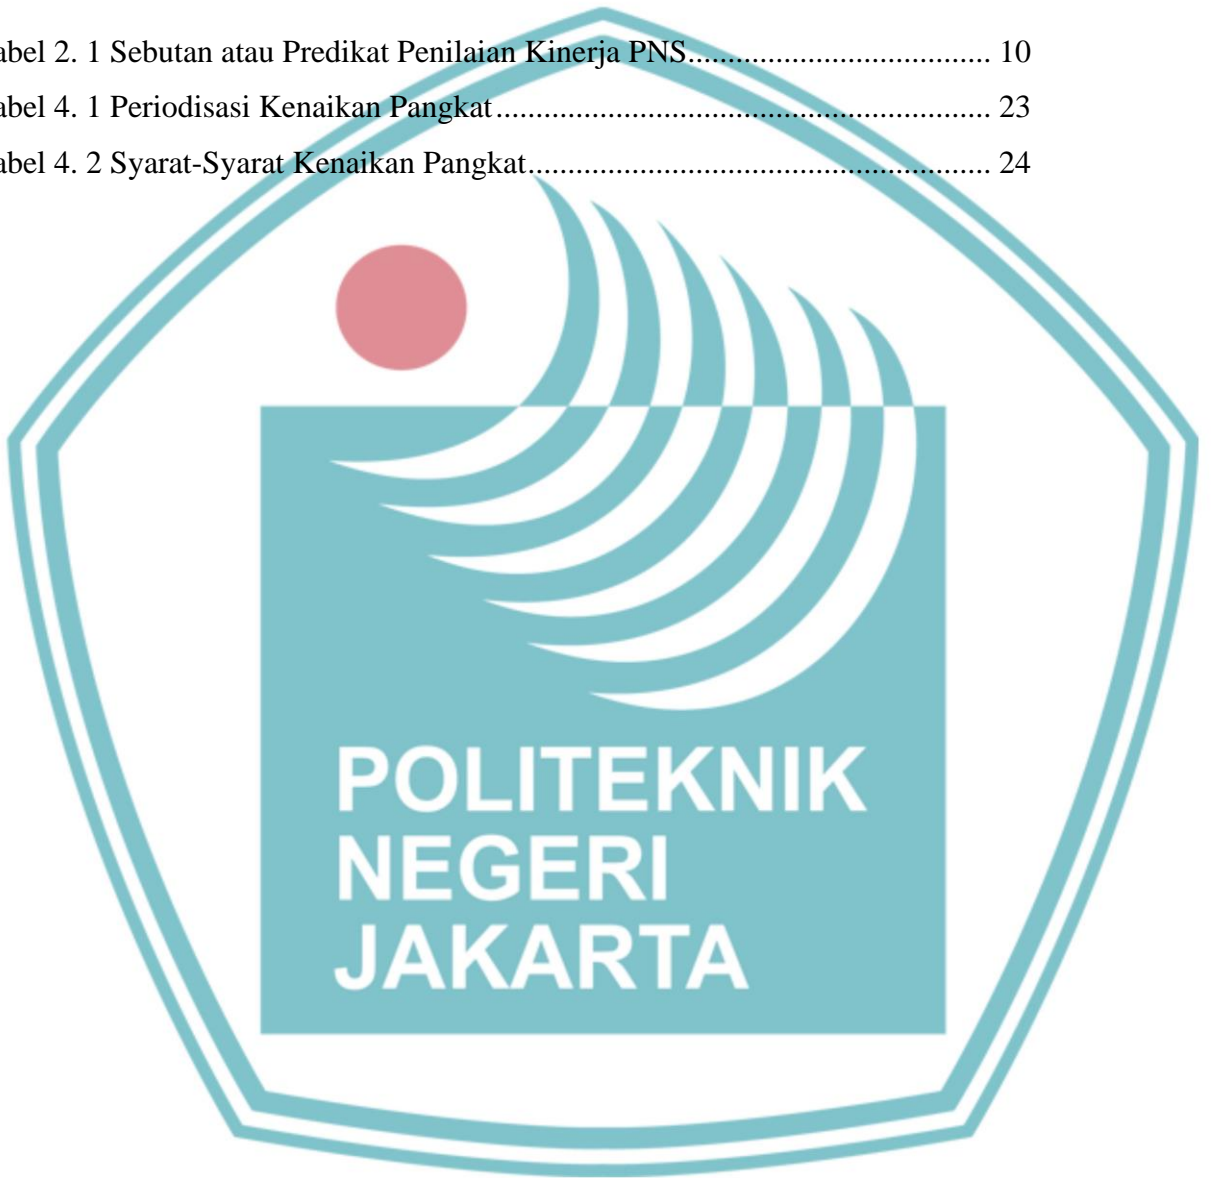 abel 2. 1 Sebutan atau Predikat Penilaian Kinerja PNS...................................... 10
abel 4. 1 Periodisasi Kenaikan Pangkat.............................................................. 23
abel 4. 2 Syarat-Syarat Kenaikan Pangkat.......................................................... 24
POLITEKNIK
NEGERI
JAKARTA